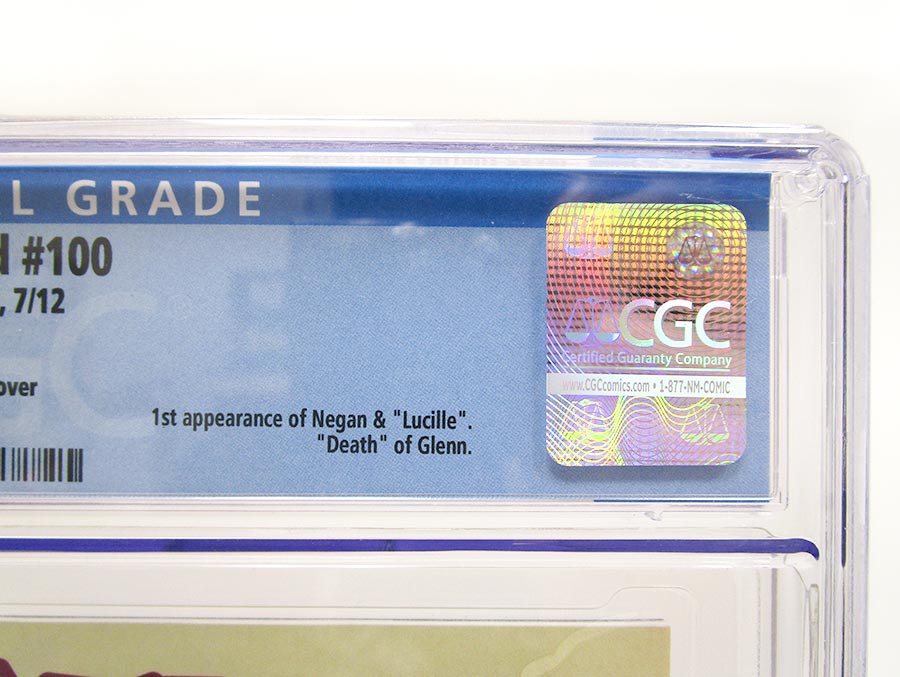 L GRADE
d #100
, 7/12
over
1st appearance of Negan & "Lucille".
"Death" of Glenn.
CGC
Certified Guaranty Company
www.CGCcomics.com • 1-877-NM-COMIC